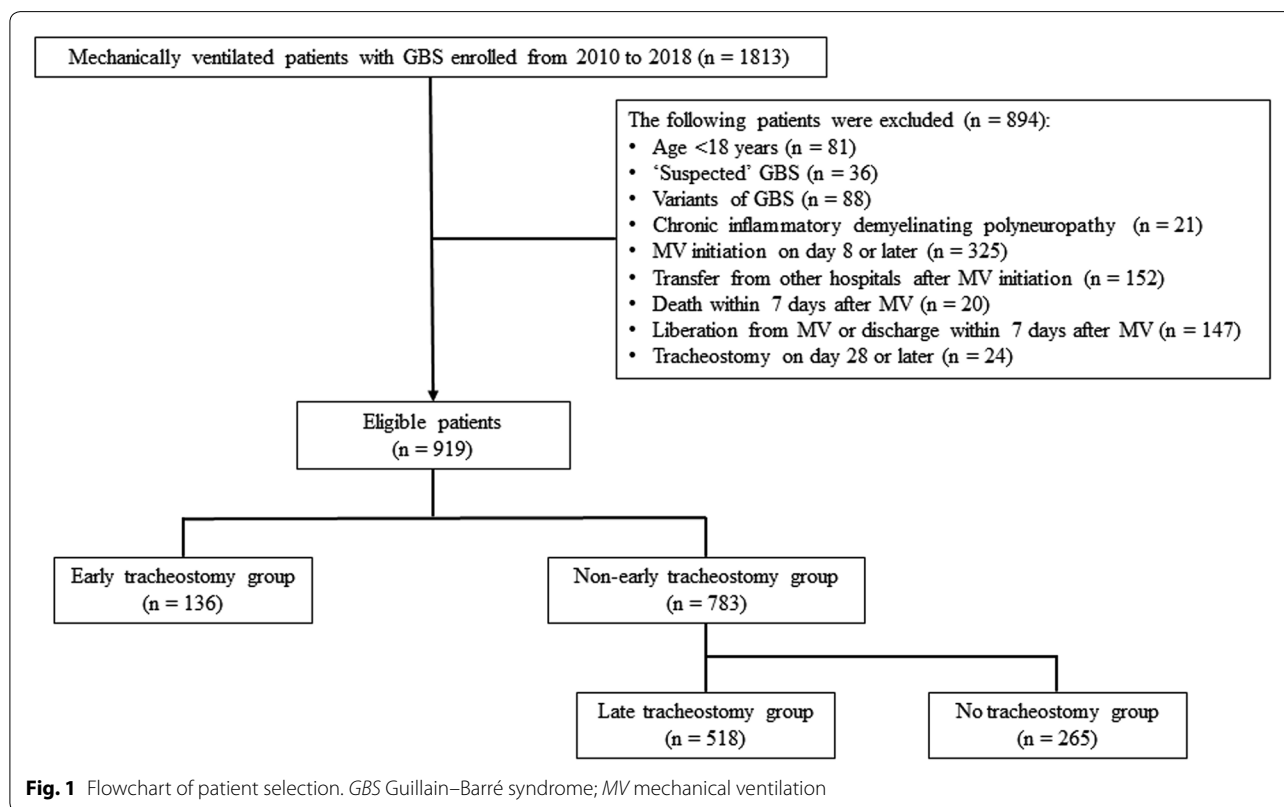 Mechanically ventilated patients with GBS enrolled from 2010 to 2018 (n = 1813)
The following patients were excluded (n = 894):
• Age <18 years (n = 81)
• ‘Suspected’ GBS (n = 36)
• Variants of GBS (n = 88)
• Chronic inflammatory demyelinating polyneuropathy (n = 21)
• MV initiation on day 8 or later (n = 325)
• Transfer from other hospitals after MV initiation (n = 152)
• Death within 7 days after MV (n = 20)
• Liberation from MV or discharge within 7 days after MV (n = 147)
• Tracheostomy on day 28 or later (n = 24)
Eligible patients
(n = 919)
Early tracheostomy group
(n = 136)
Non-early tracheostomy group
(n = 783)
Late tracheostomy group
(n = 518)
No tracheostomy group
(n = 265)
Fig. 1 Flowchart of patient selection. GBS Guillain–Barré syndrome; MV mechanical ventilation